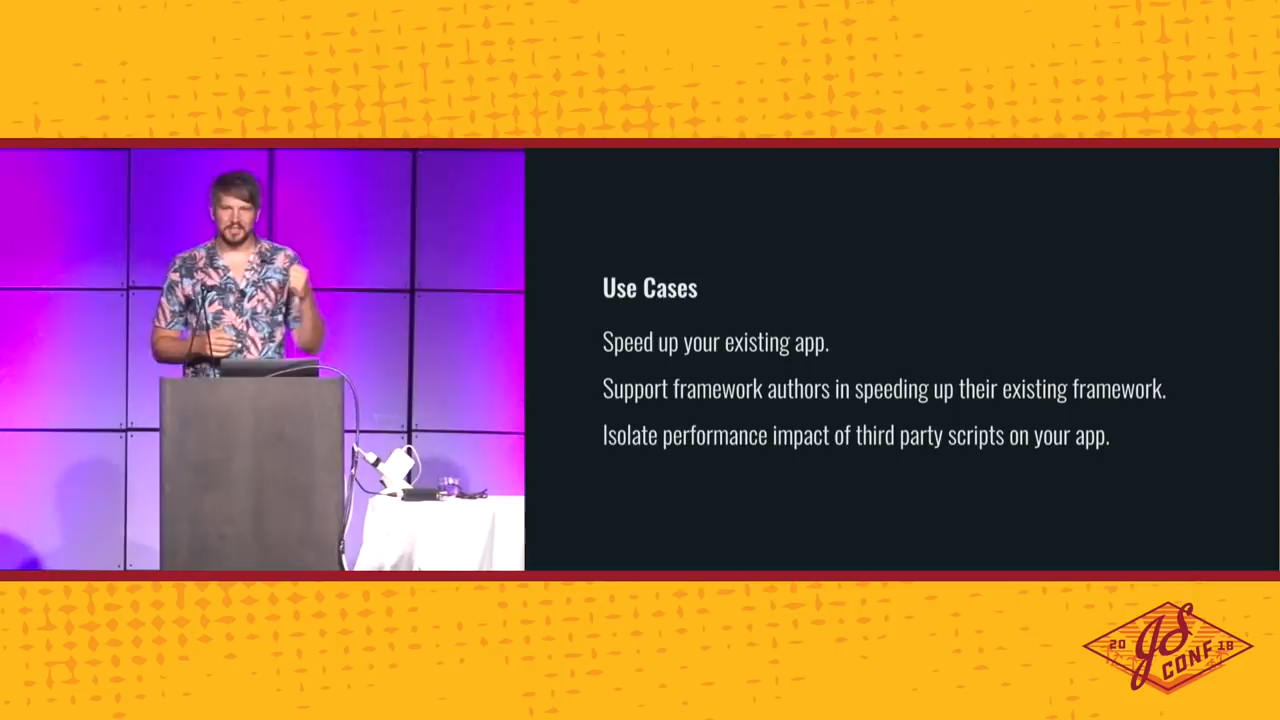 Use Cases
Speed up your existing app.
Support framework authors in speeding up their existing framework.
Isolate performance impact of third party scripts on your app.
20 JS CONF 18